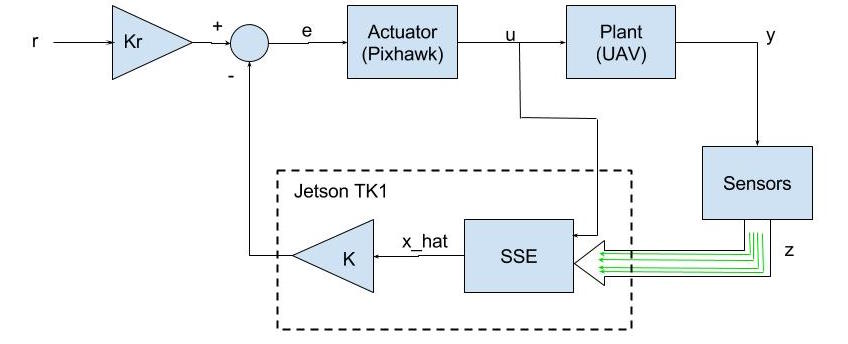 r
Kr
+
-
e
Actuator
(Pixhawk)
u
Plant
(UAV)
y
Sensors
z
Jetson TK1
K
x_hat
SSE